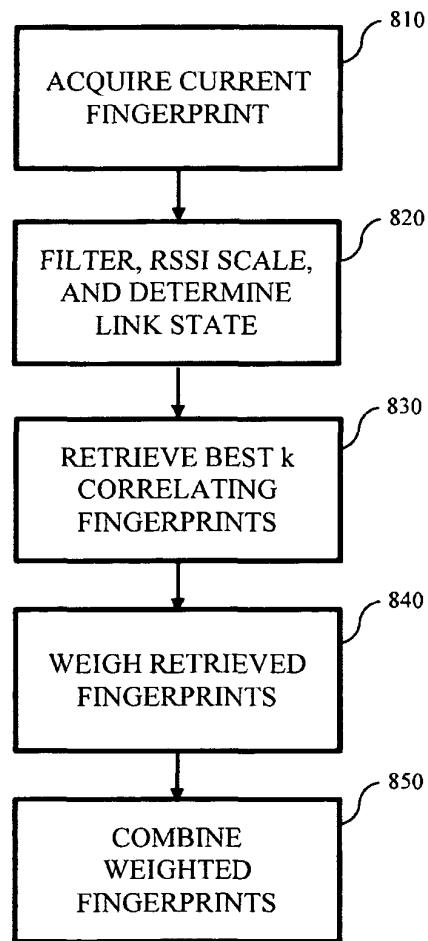 810
ACQUIRE CURRENT
FINGERPRINT
820
FILTER, RSSI SCALE,
AND DETERMINE
LINK STATE
830
RETRIEVE BEST k
CORRELATING
FINGERPRINTS
840
WEIGH RETRIEVED
FINGERPRINTS
850
COMBINE
WEIGHTED
FINGERPRINTS